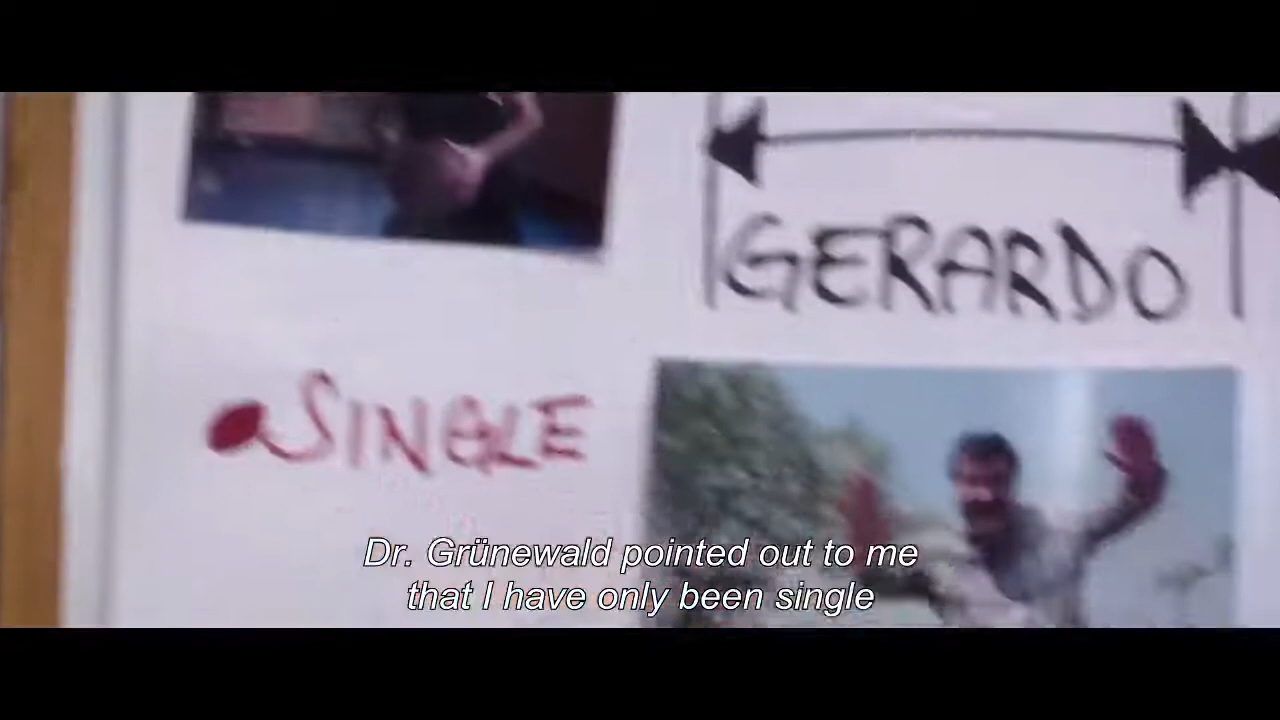 GERARDO
SINGLE
Dr. Grünewald pointed out to me
that I have only been single